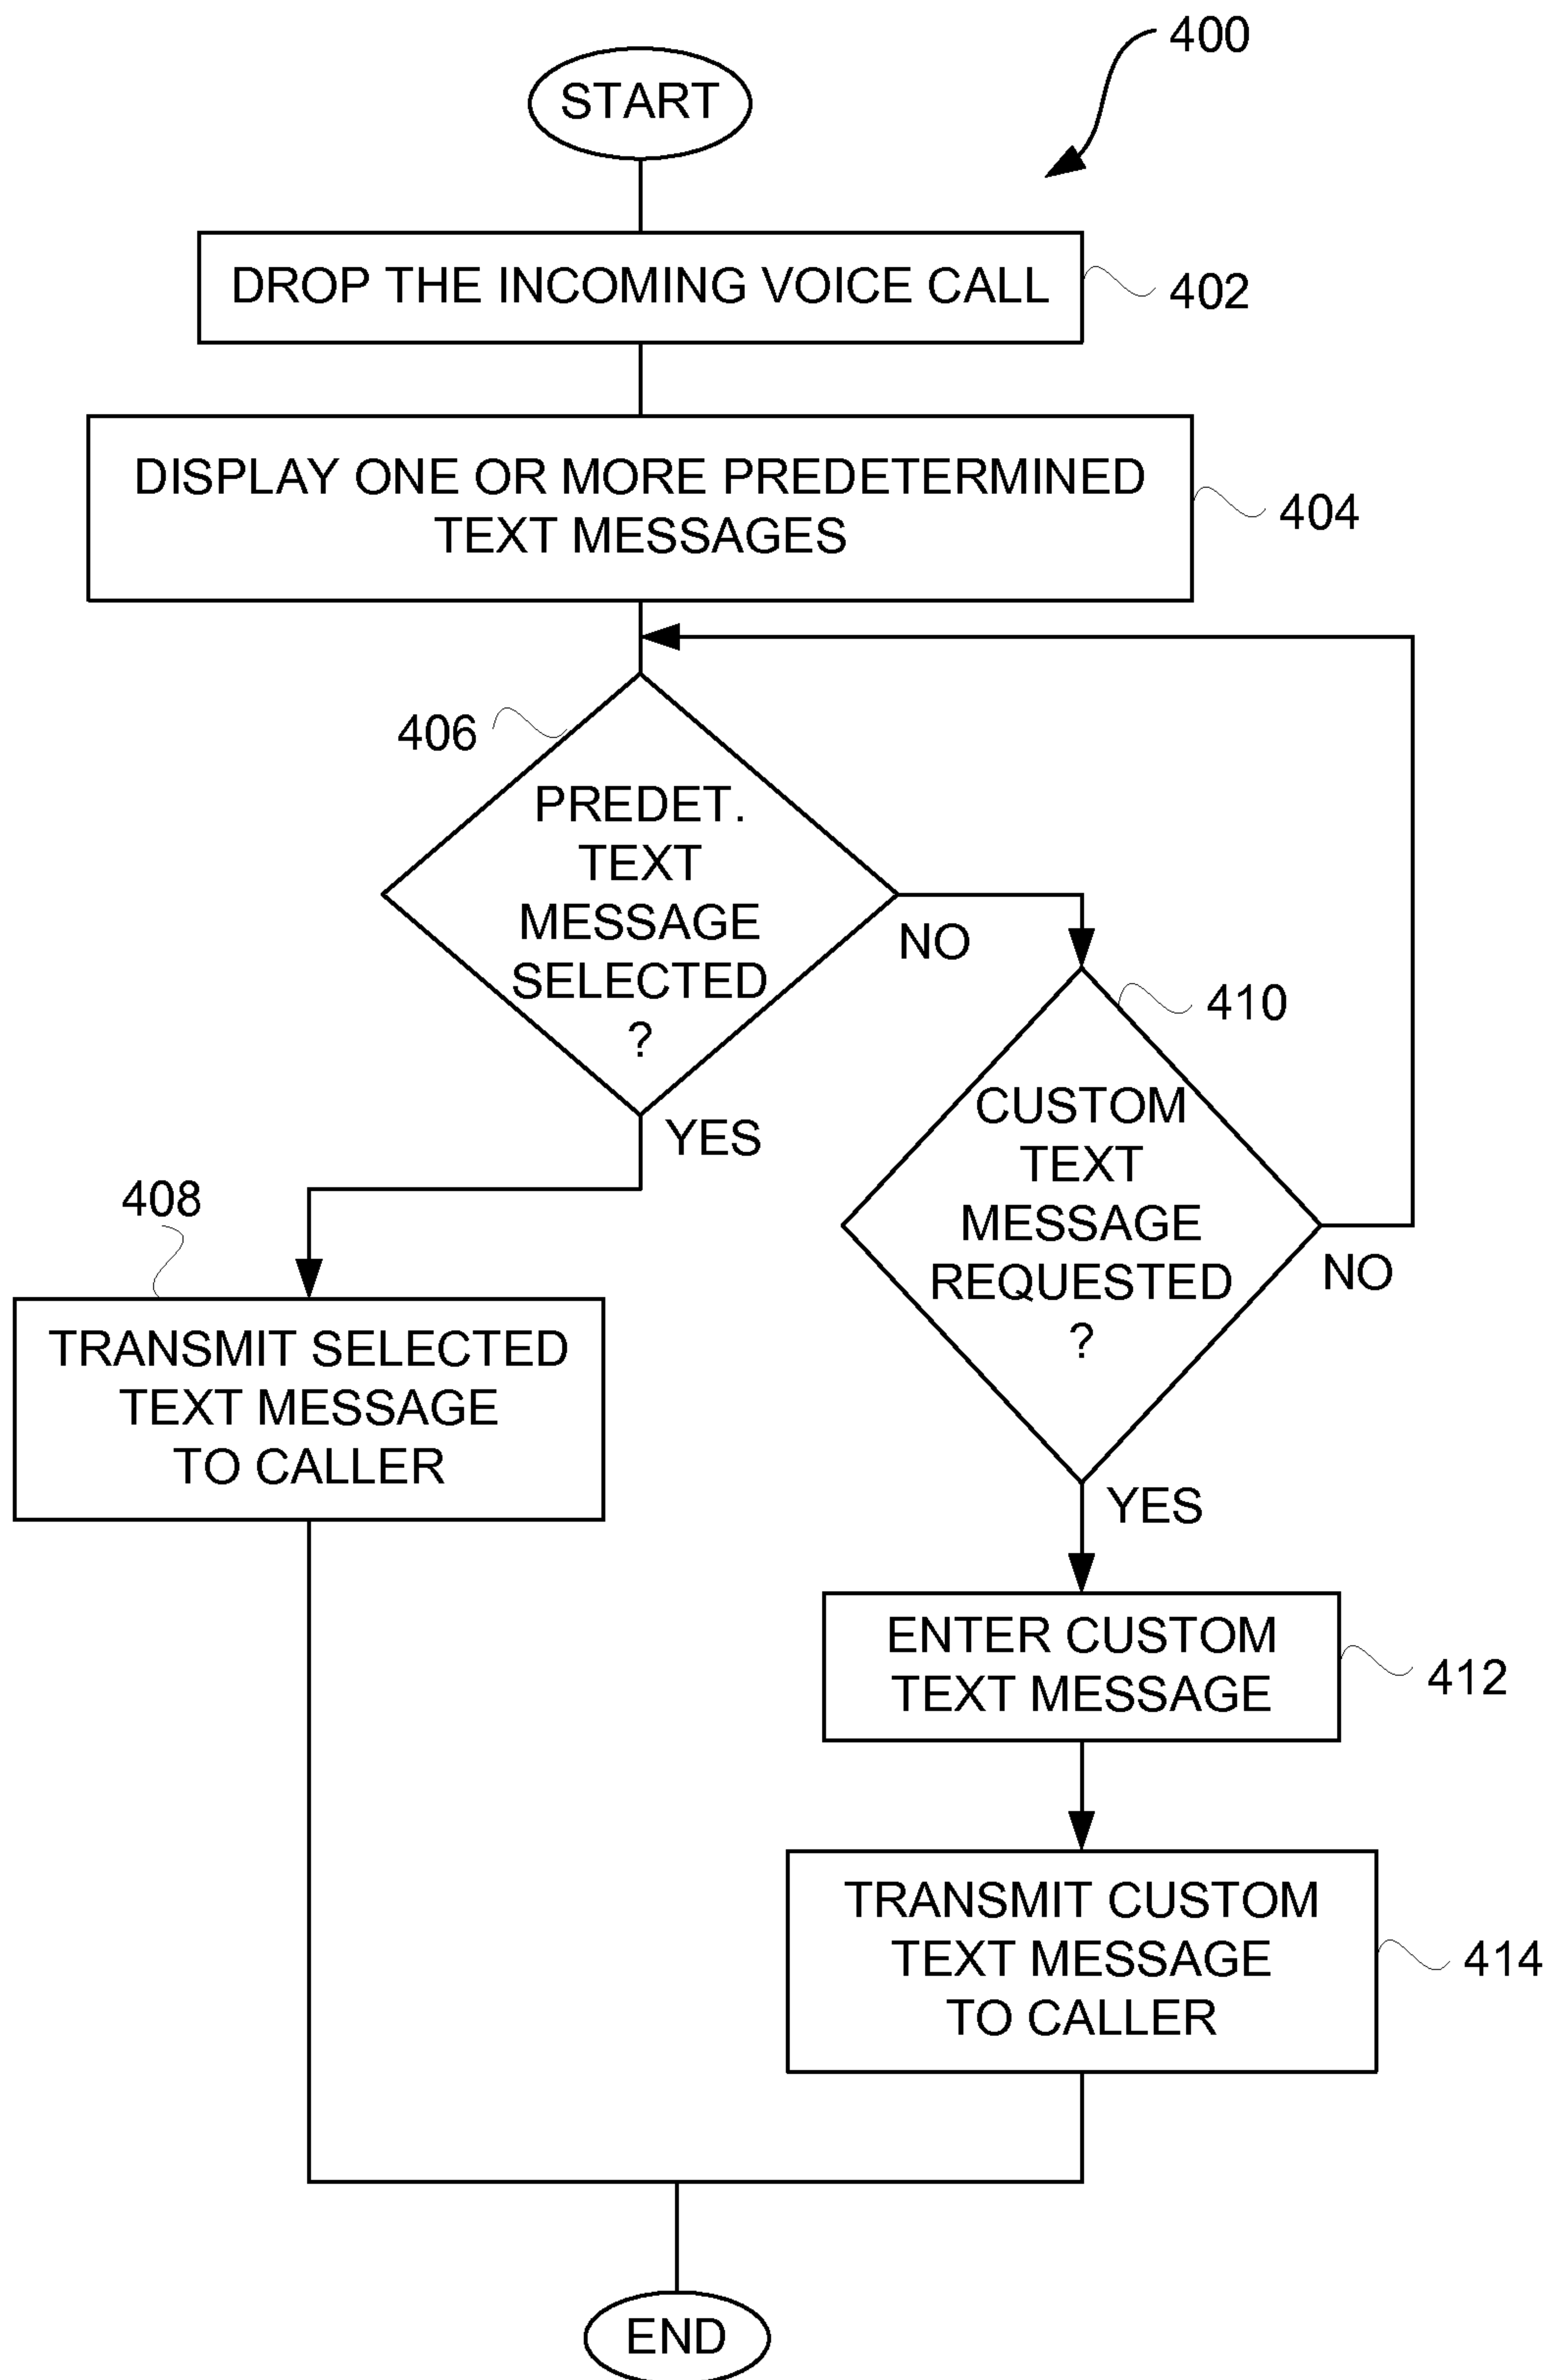 400
START
DROP THE INCOMING VOICE CALL
402
DISPLAY ONE OR MORE PREDETERMINED
TEXT MESSAGES
404
406
PREDET.
TEXT
MESSAGE
SELECTED
?
NO
YES
410
CUSTOM
TEXT
MESSAGE
REQUESTED
?
NO
YES
408
TRANSMIT SELECTED
TEXT MESSAGE
TO CALLER
ENTER CUSTOM
TEXT MESSAGE
412
TRANSMIT CUSTOM
TEXT MESSAGE
TO CALLER
414
END